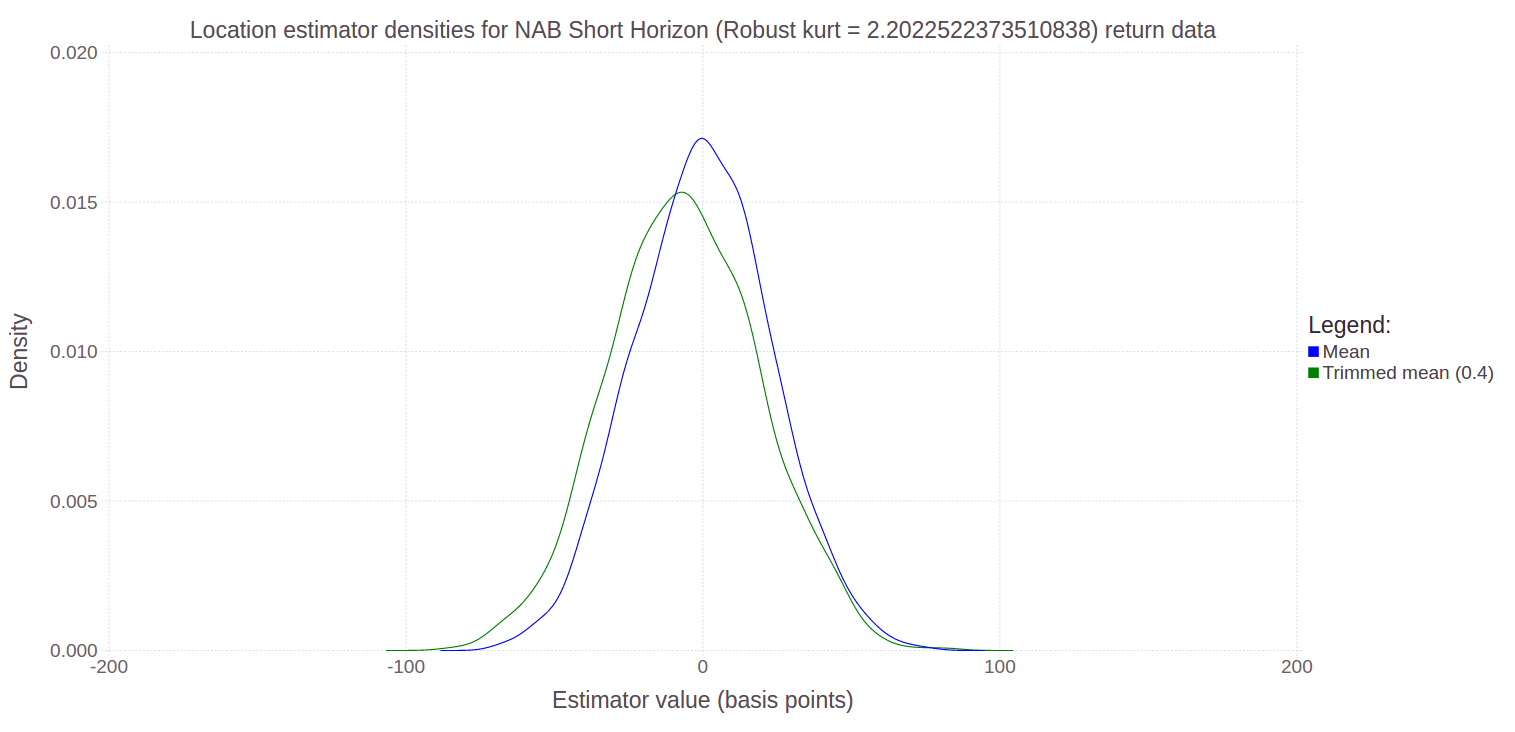 Location estimator densities for NAB Short Horizon (Robust kurt = 2.2022522373510838) return data
0.020
0.015
0.010
0.005
0.000
Density
-200
-100
0
100
200
Estimator value (basis points)
Legend:
Mean
Trimmed mean (0.4)